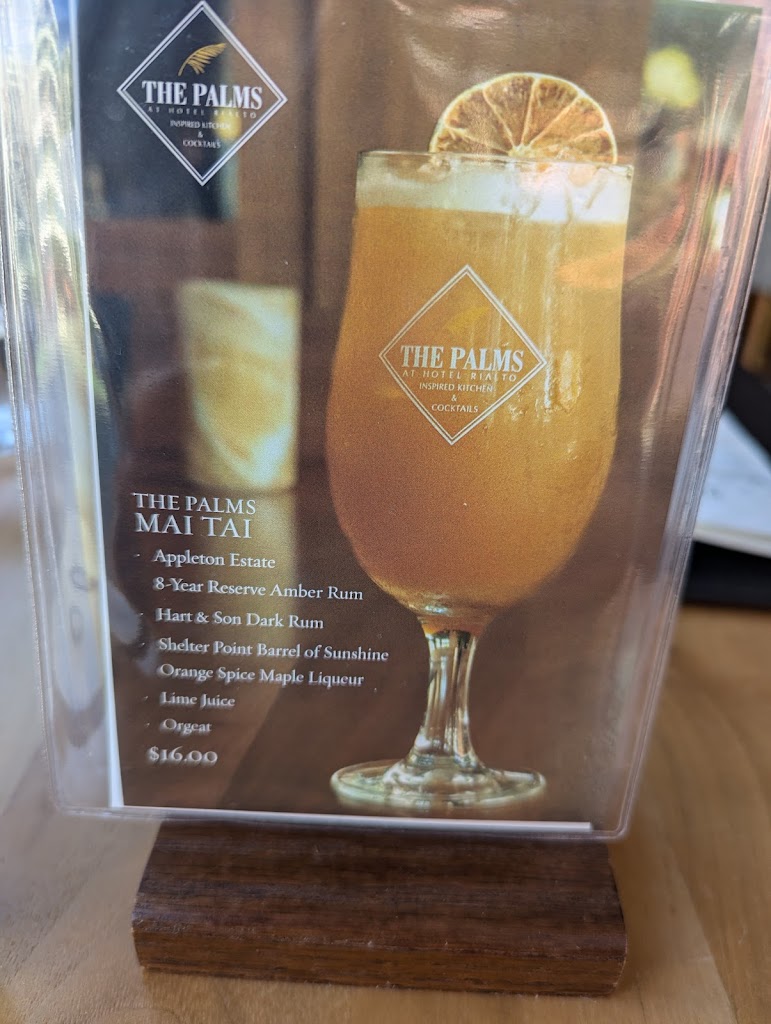 THE PALMS
AT HOTEL RIALTO
INSPIRED KITCHEN
&
COCKTAILS
THE PALMS
AT HOTEL RIALTO
INSPIRED KITCHEN
&
COCKTAILS
THE PALMS
MAI TAI
- Appleton Estate
8-Year Reserve Amber Rum
- Hart & Son Dark Rum
- Shelter Point Barrel of Sunshine
Orange Spice Maple Liqueur
- Lime Juice
- Orgeat
$16.00